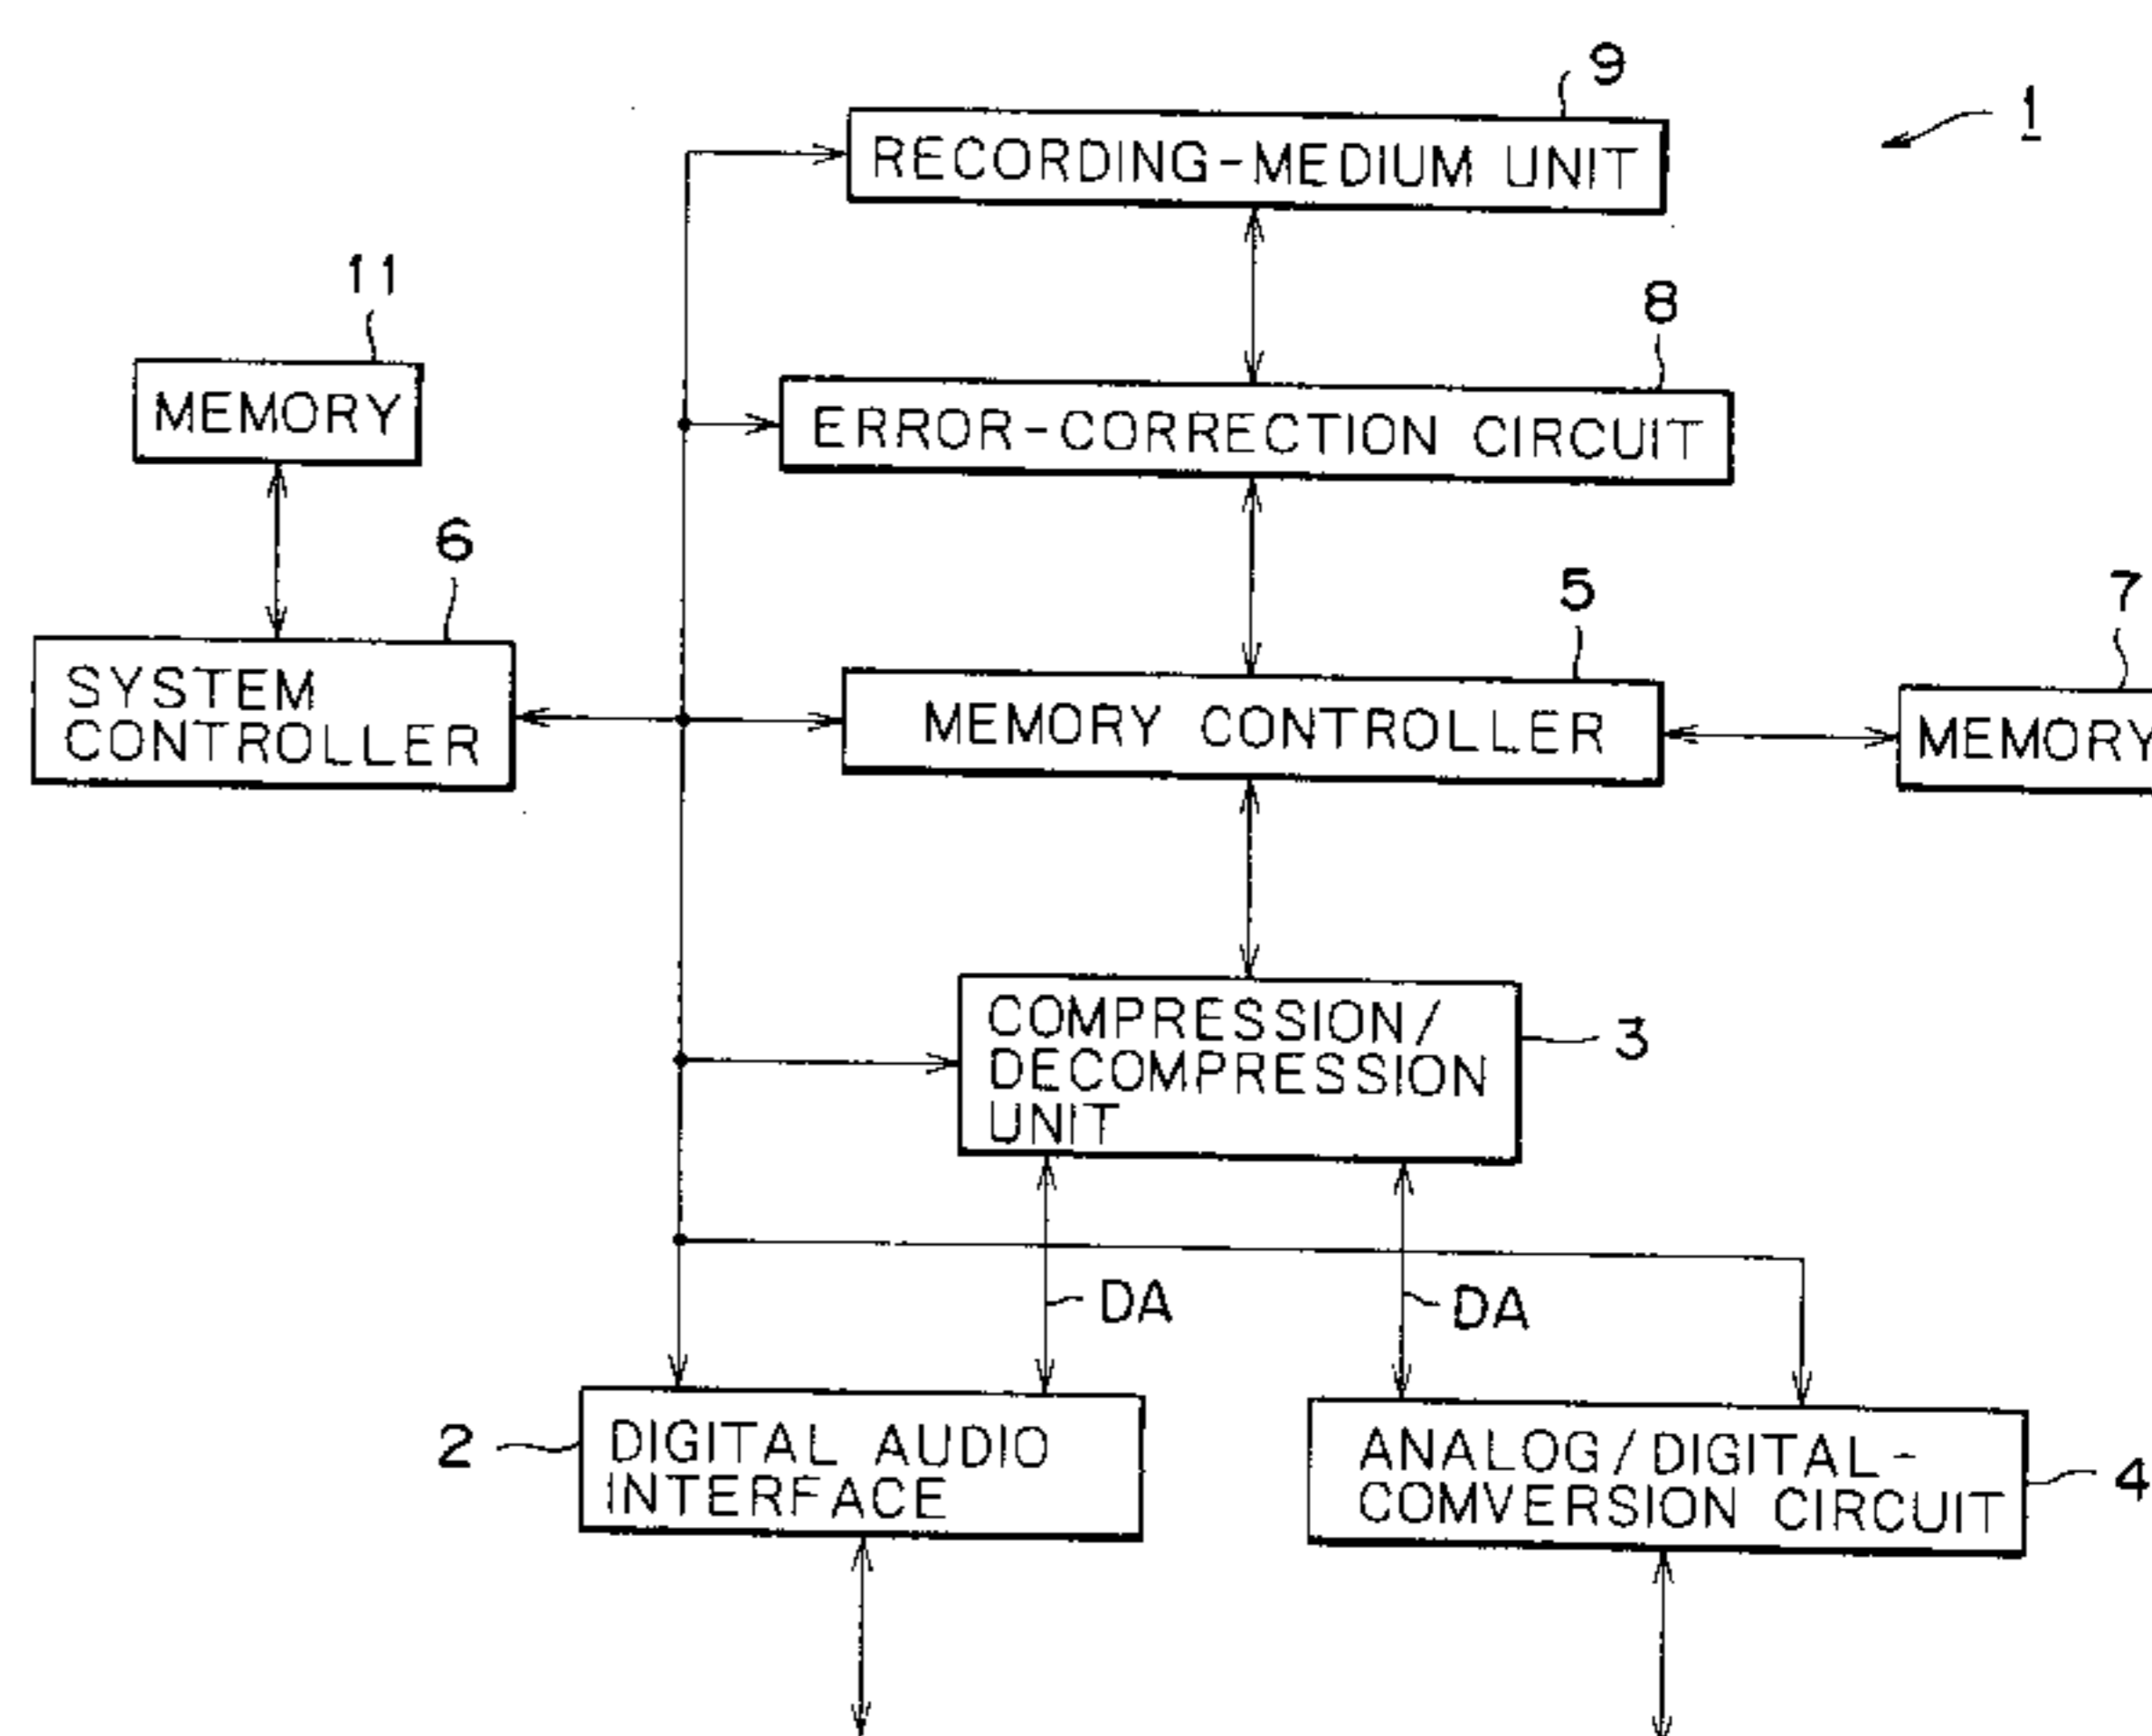 9
1
RECORDING-MEDIUM UNIT
11
8
MEMORY
ERROR-CORRECTION CIRCUIT
6
5
7
SYSTEM
CONTROLLER
MEMORY CONTROLLER
MEMORY
COMPRESSION/
DECOMPRESSION
UNIT
3
DA
DA
2
DIGITAL AUDIO
INTERFACE
ANALOG/DIGITAL-
COMVERSION CIRCUIT
4